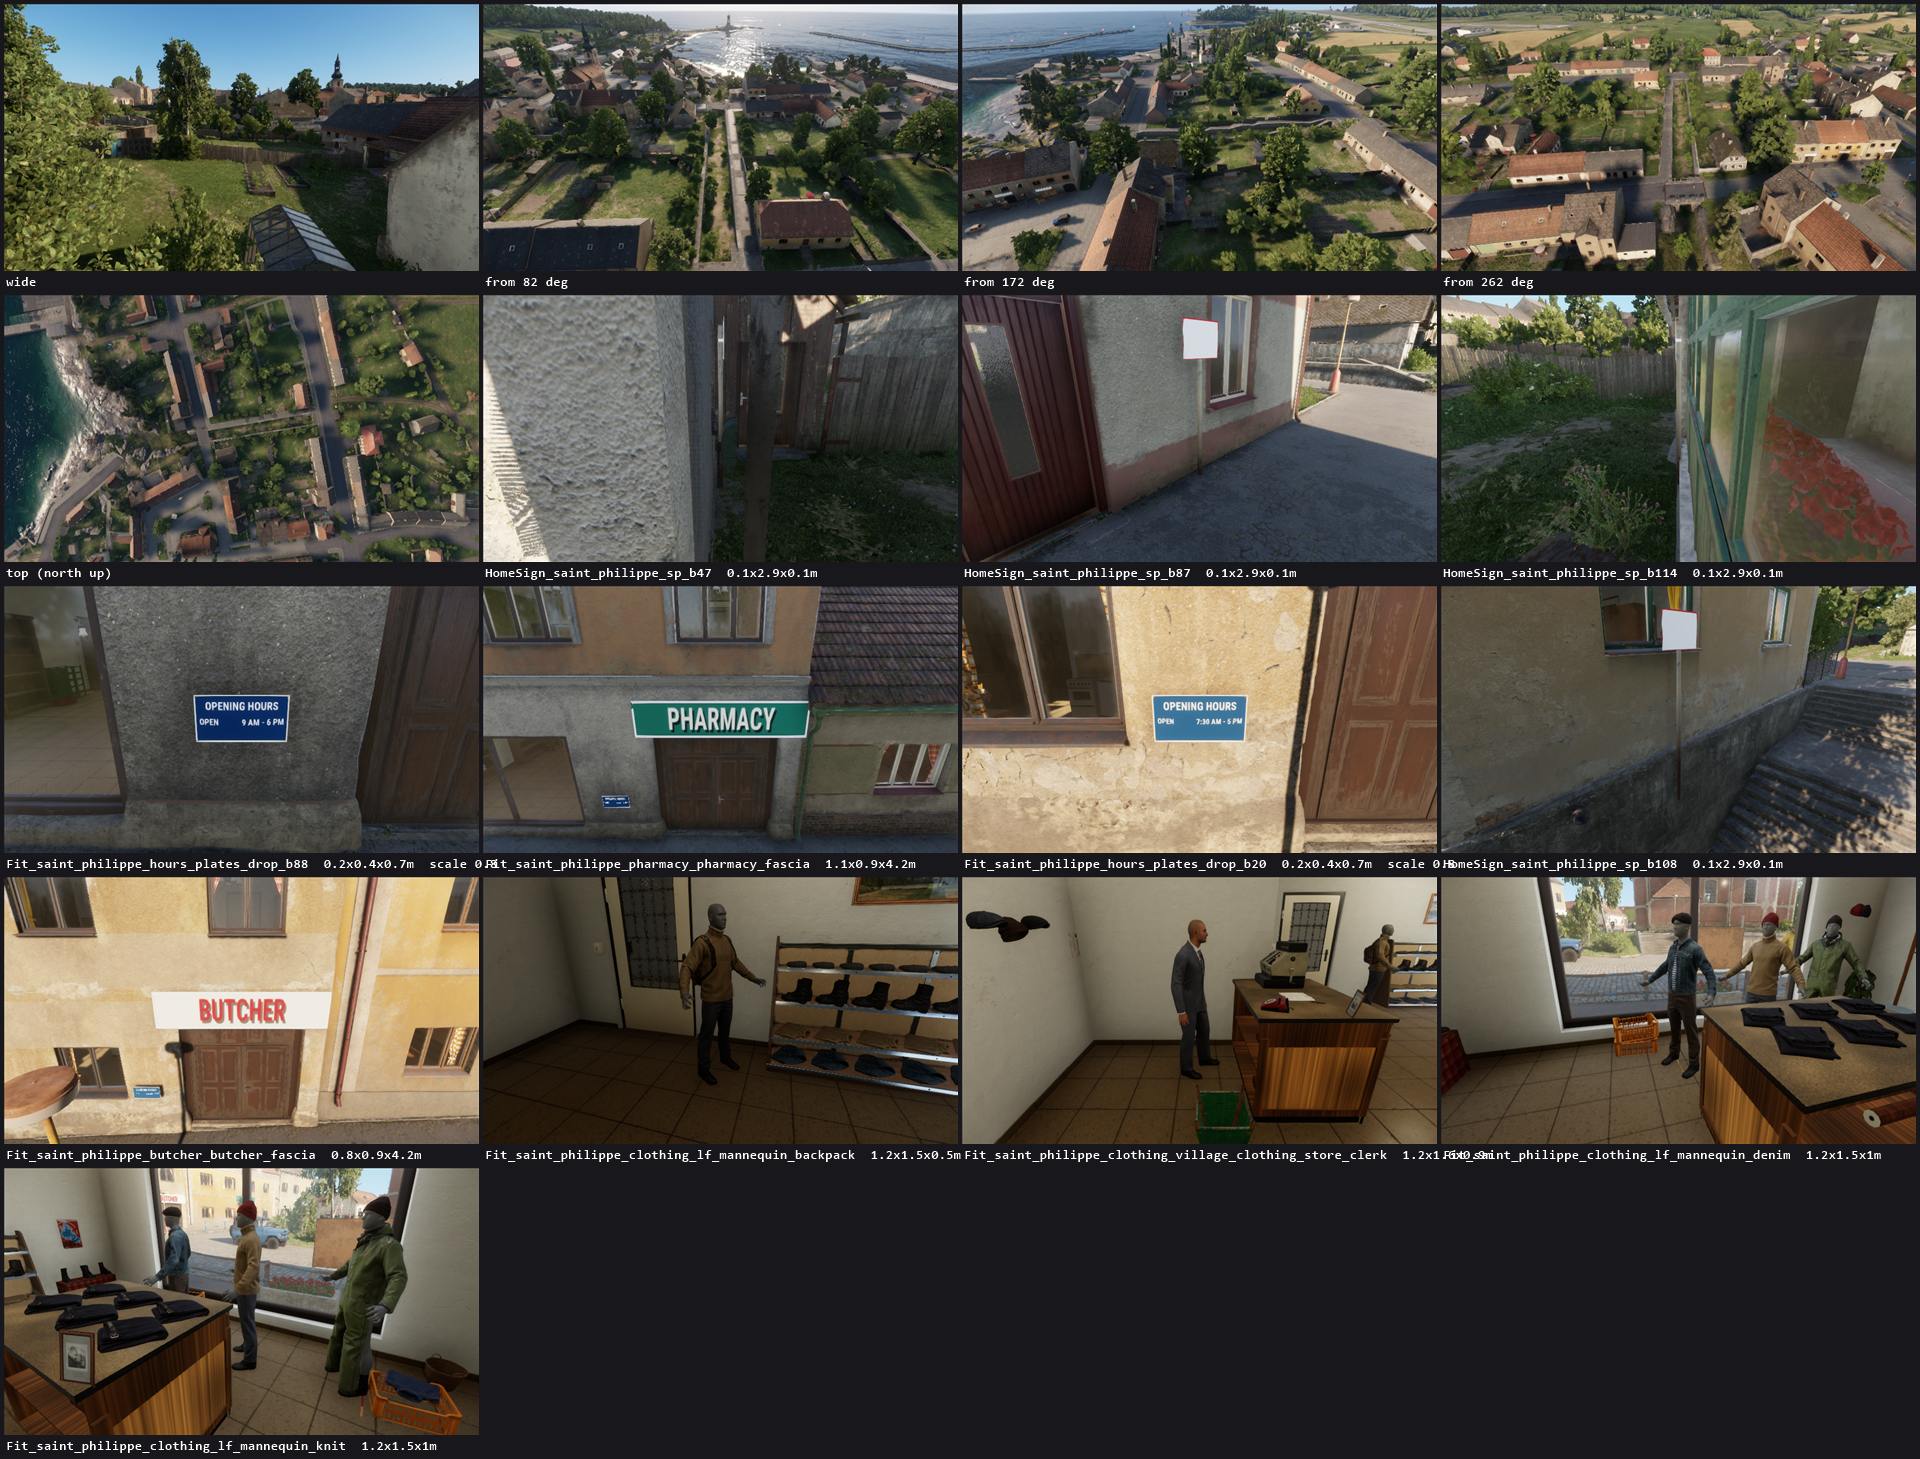 wide
from 82 deg
from 172 deg
from 262 deg
top (north up)
HomeSign_saint_philippe_sp_b47 0.1x2.9x0.1m
HomeSign_saint_philippe_sp_b87 0.1x2.9x0.1m
HomeSign_saint_philippe_sp_b114 0.1x2.9x0.1m
OPENING HOURS
OPEN 9 AM - 6 PM
PHARMACY
OPENING HOURS
OPEN 7:30 AM - 5 PM
Fit_saint_philippe_hours_plates_drop_b88 0.2x0.4x0.7m scale
Fit_saint_philippe_pharmacy_pharmacy_fascia 1.1x0.9x4.2m
Fit_saint_philippe_hours_plates_drop_b20 0.2x0.4x0.7m scale
HomeSign_saint_philippe_sp_b108 0.1x2.9x0.1m
BUTCHER
Fit_saint_philippe_butcher_butcher_fascia 0.8x0.9x4.2m
Fit_saint_philippe_clothing_lf_mannequin_backpack 1.2x1.5x0.5m
Fit_saint_philippe_clothing_village_clothing_store_clerk
Fit_saint_philippe_clothing_lf_mannequin_denim 1.2x1.5x1m
BUTCHER
Fit_saint_philippe_clothing_lf_mannequin_knit 1.2x1.5x1m